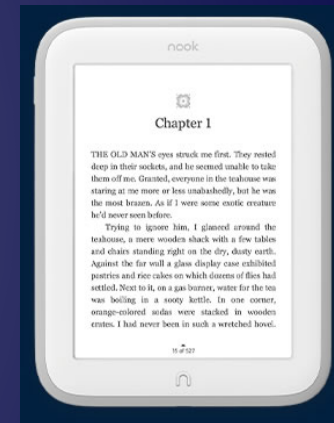 nook
Chapter 1
THE OLD MAN'S eyes struck me first. They rested
deep in their sockets, and he seemed unable to take
them off me. Granted, everyone in the teahouse was
staring at me more or less unabashedly, but he was
the most brazen. As if I were some exotic creature
he'd never seen before.
Trying to ignore him, I glanced around the
teahouse, a mere wooden shack with a few tables
and chairs standing right on the dry, dusty earth.
Against the far wall a glass display case exhibited
pastries and rice cakes on which dozens of flies had
settled. Next to it, on a gas burner, water for the tea
was boiling in a sooty kettle. In one corner,
orange-colored sodas were stacked in wooden
crates. I had never been in such a wretched hovel.
15 of 527